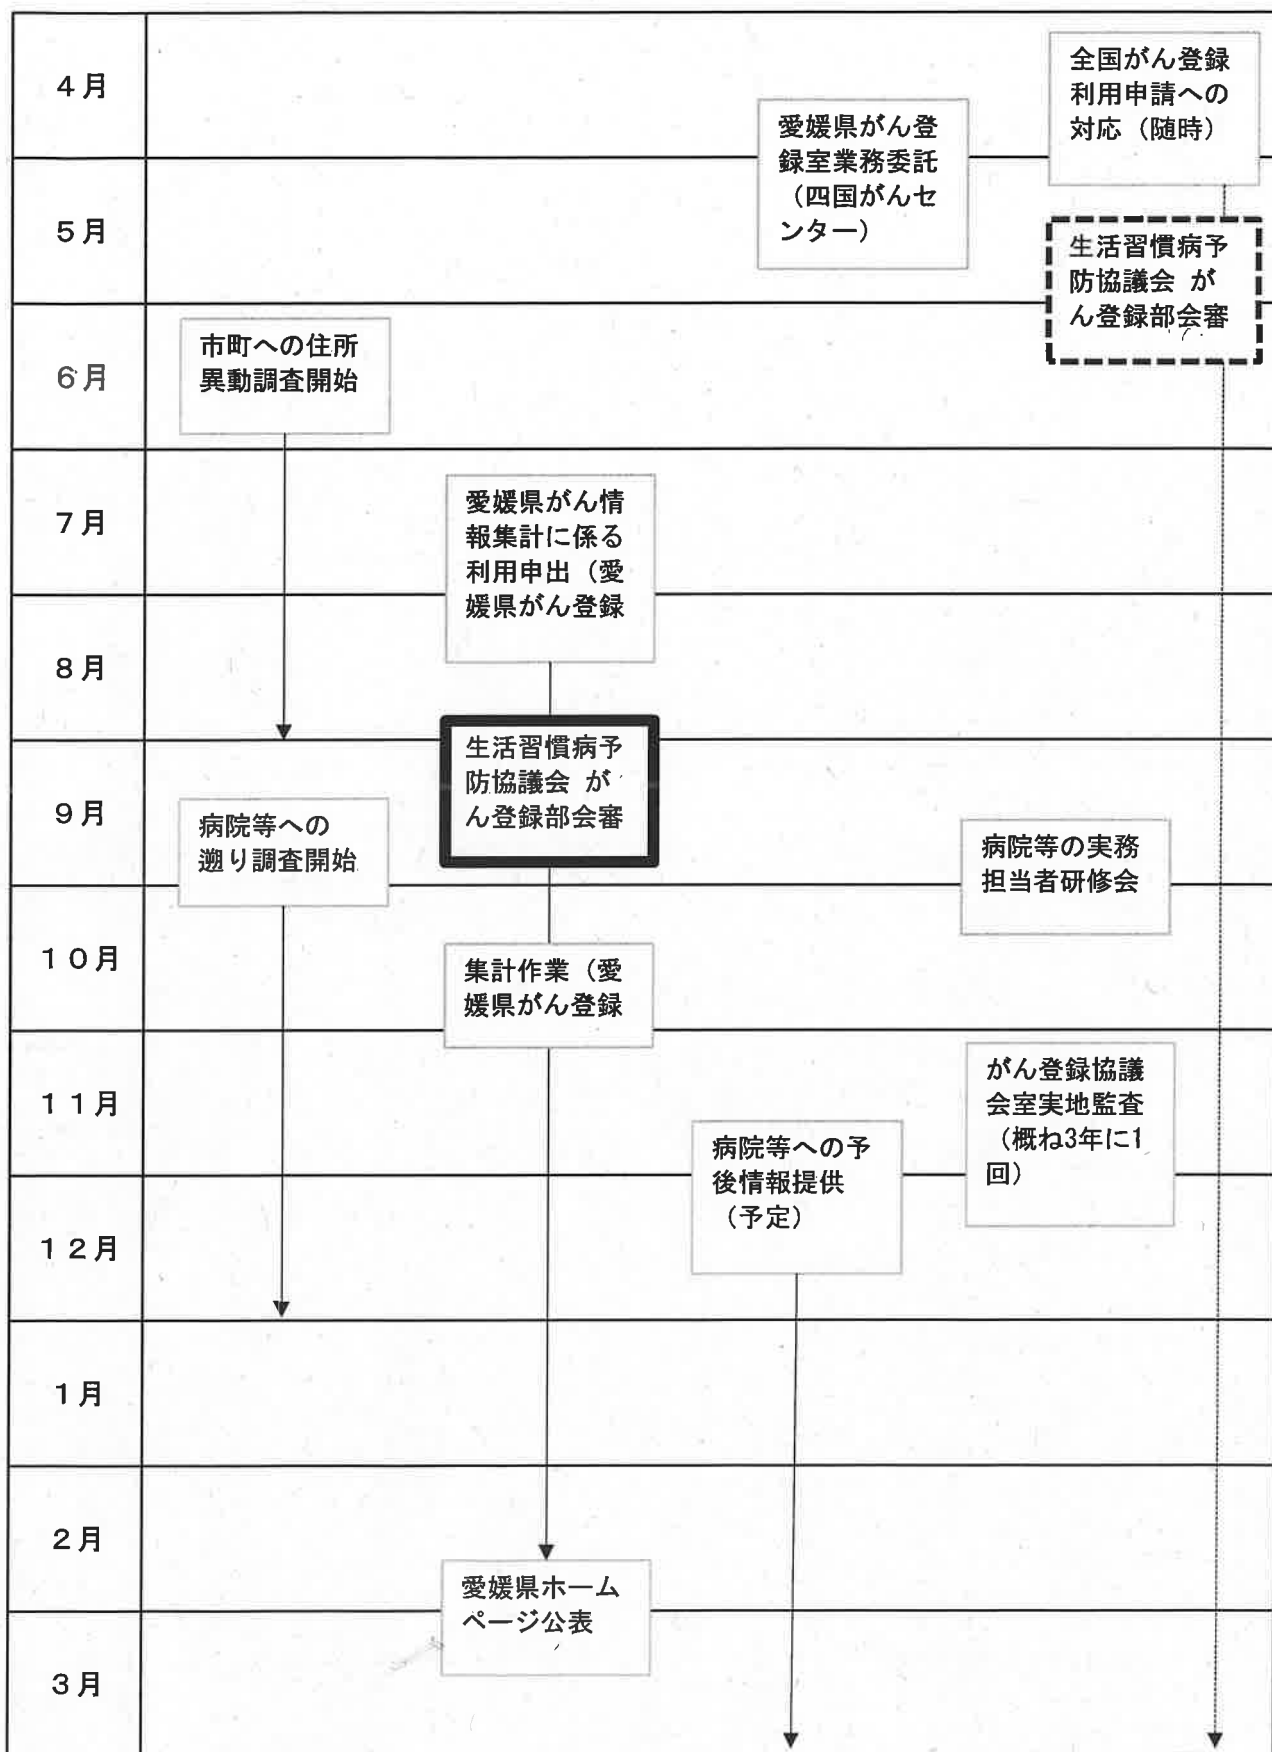 4月
全国がん登録
利用申請への
対応（随時）
愛媛県がん登
録室業務委託
（四国がんセ
ンター）
5月
生活習慣病予
防協議会 が
ん登録部会審
6月
市町への住所
異動調査開始
7月
愛媛県がん情
報集計に係る
利用申出（愛
媛県がん登録
8月
9月
生活習慣病予
防協議会 が
ん登録部会審
病院等への
遡り調査開始
病院等の実務
担当者研修会
10月
集計作業（愛
媛県がん登録
11月
がん登録協議
会室実地監査
（概ね3年に1
回）
病院等への予
後情報提供
（予定）
12月
1月
2月
愛媛県ホーム
ページ公表
3月